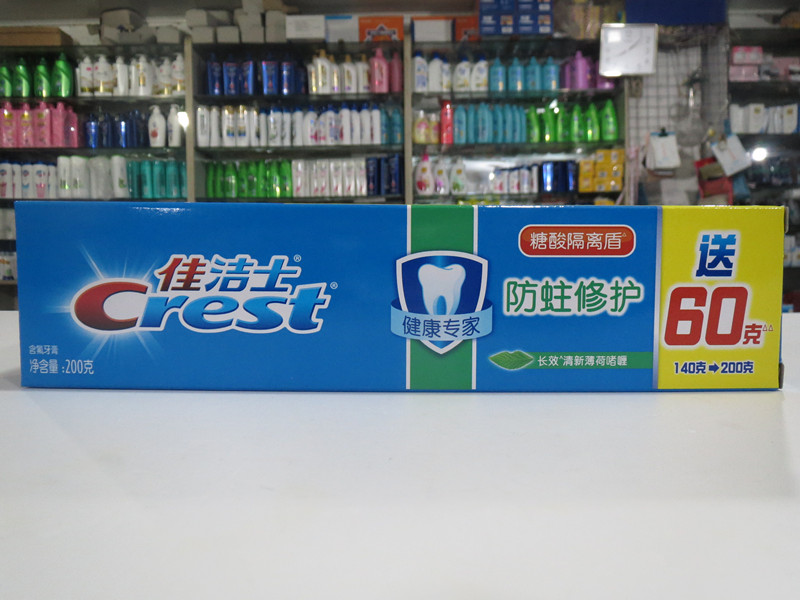 佳洁士®
Crest®
含氟牙膏
净含量:200克
健康专家
糖酸隔离盾△
防蛀修护
长效^清新薄荷啫喱
送
60克△△
140克➡200克